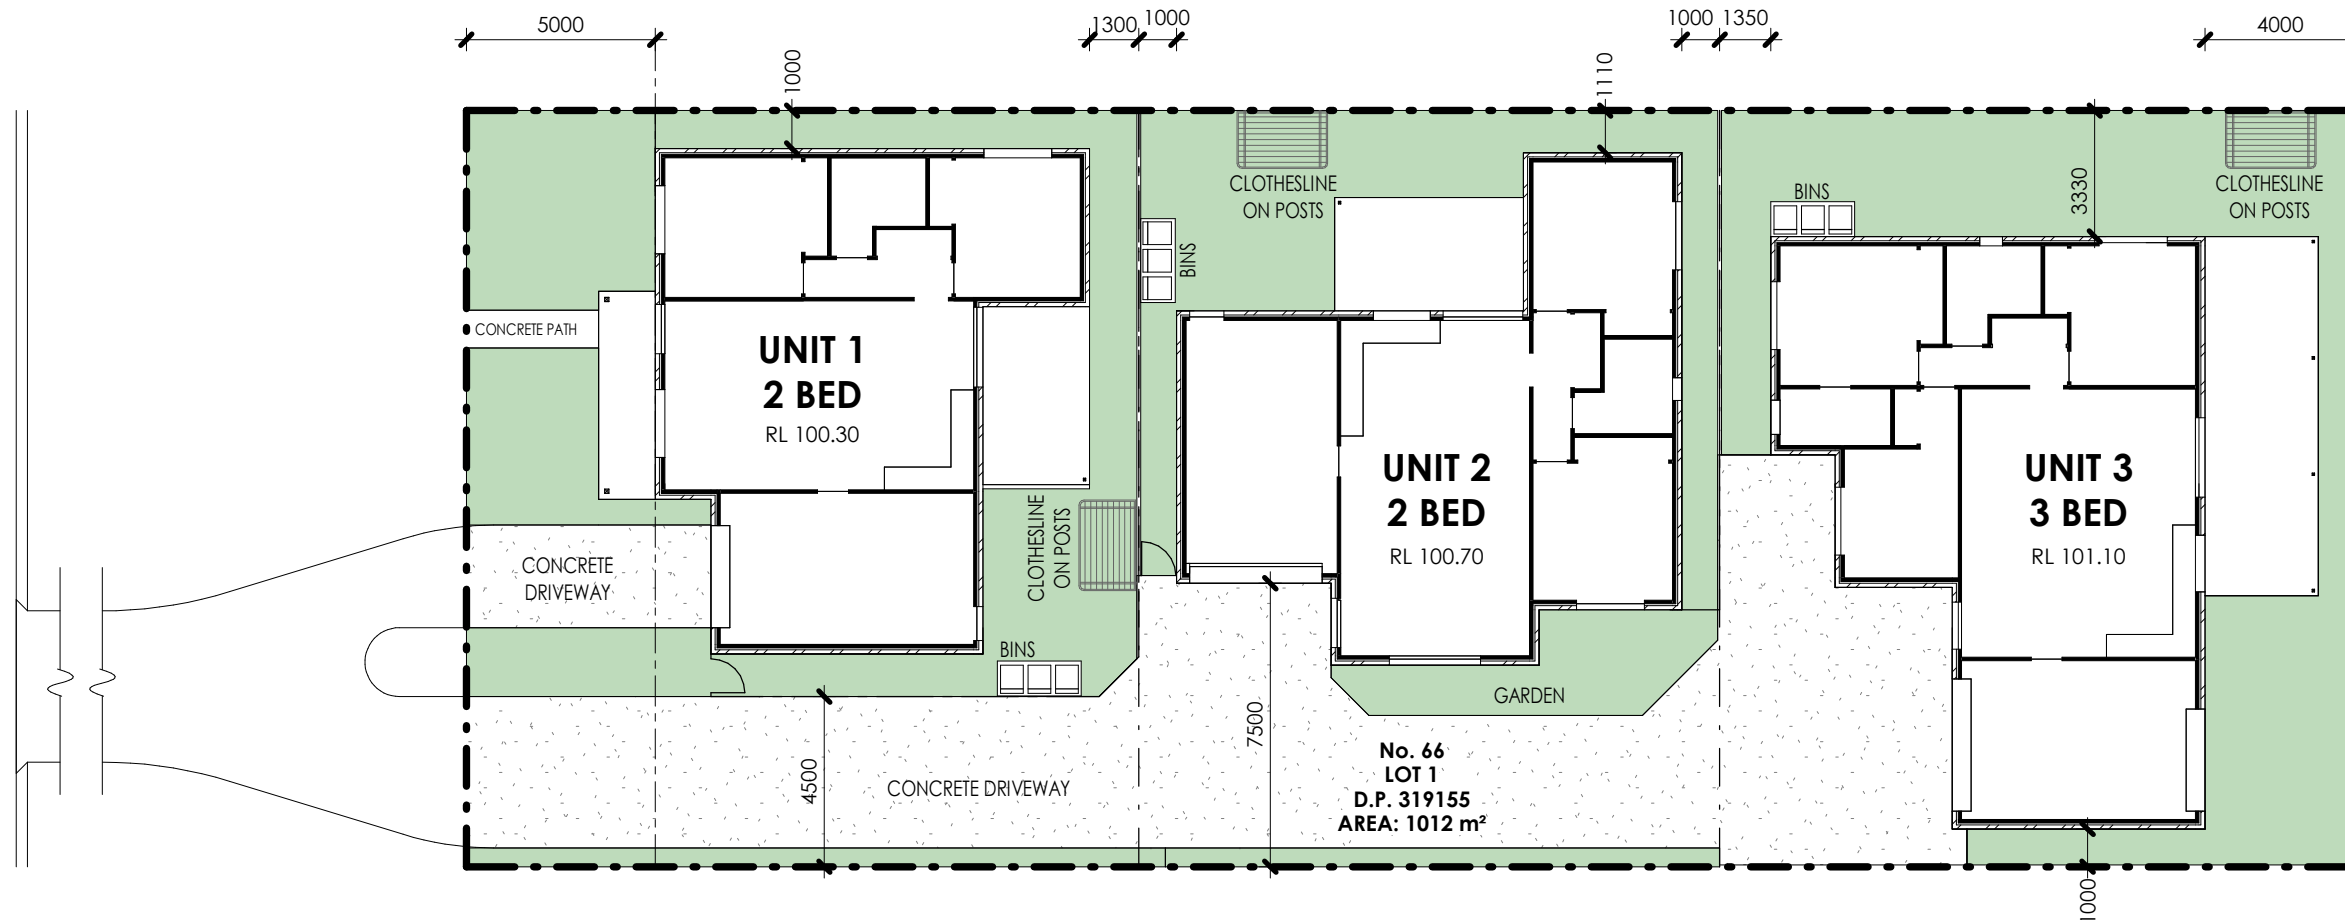 5000
1300
1000
1000
1350
4000
1000
1110
3330
CLOTHESLINE
ON POSTS
CLOTHESLINE
ON POSTS
BINS
BINS
CONCRETE PATH
UNIT 1
2 BED
RL 100.30
UNIT 2
2 BED
RL 100.70
UNIT 3
3 BED
RL 101.10
CLOTHESLINE
ON POSTS
CONCRETE
DRIVEWAY
BINS
GARDEN
7500
4500
CONCRETE DRIVEWAY
No. 66
LOT 1
D.P. 319155
AREA: 1012 m²
1000